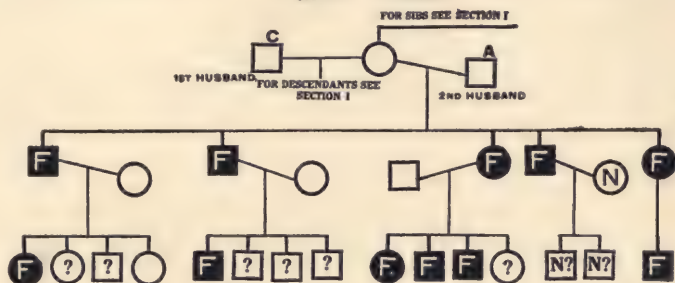 FOR SIBS SEE SECTION I
C
A
1ST HUSBAND
FOR DESCENDANTS SEE
SECTION I
2ND HUSBAND
F F F F F
N
F ? ? F ? ? ? F F F ? N? N? F